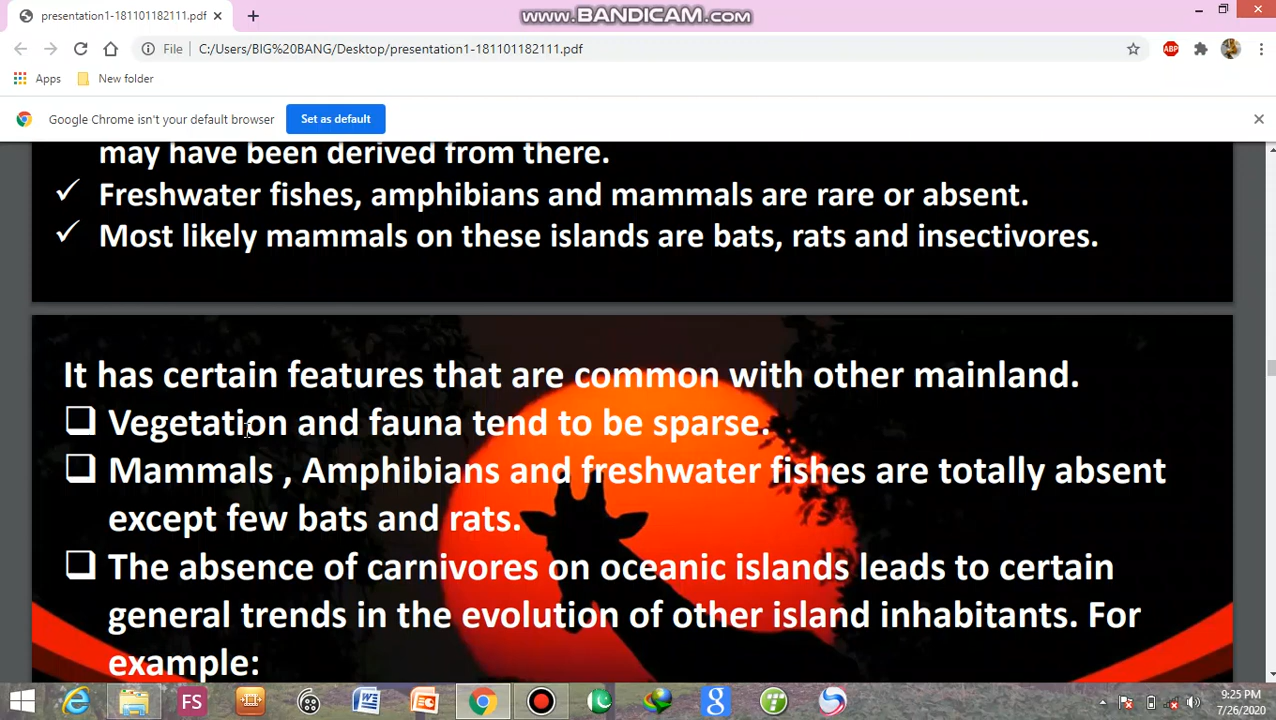 presentation1-181101182111.pdf
www.BANDICAM.com
File
C:/Users/BIG%20BANG/Desktop/presentation1-181101182111.pdf
ABP
Apps
New folder
Google Chrome isn't your default browser
Set as default
may have been derived from there.
✓ Freshwater fishes, amphibians and mammals are rare or absent.
✓ Most likely mammals on these islands are bats, rats and insectivores.
It has certain features that are common with other mainland.
❑ Vegetation and fauna tend to be sparse.
❑ Mammals , Amphibians and freshwater fishes are totally absent
except few bats and rats.
❑ The absence of carnivores on oceanic islands leads to certain
general trends in the evolution of other island inhabitants. For
example:
FS
9:25 PM
7/26/2020